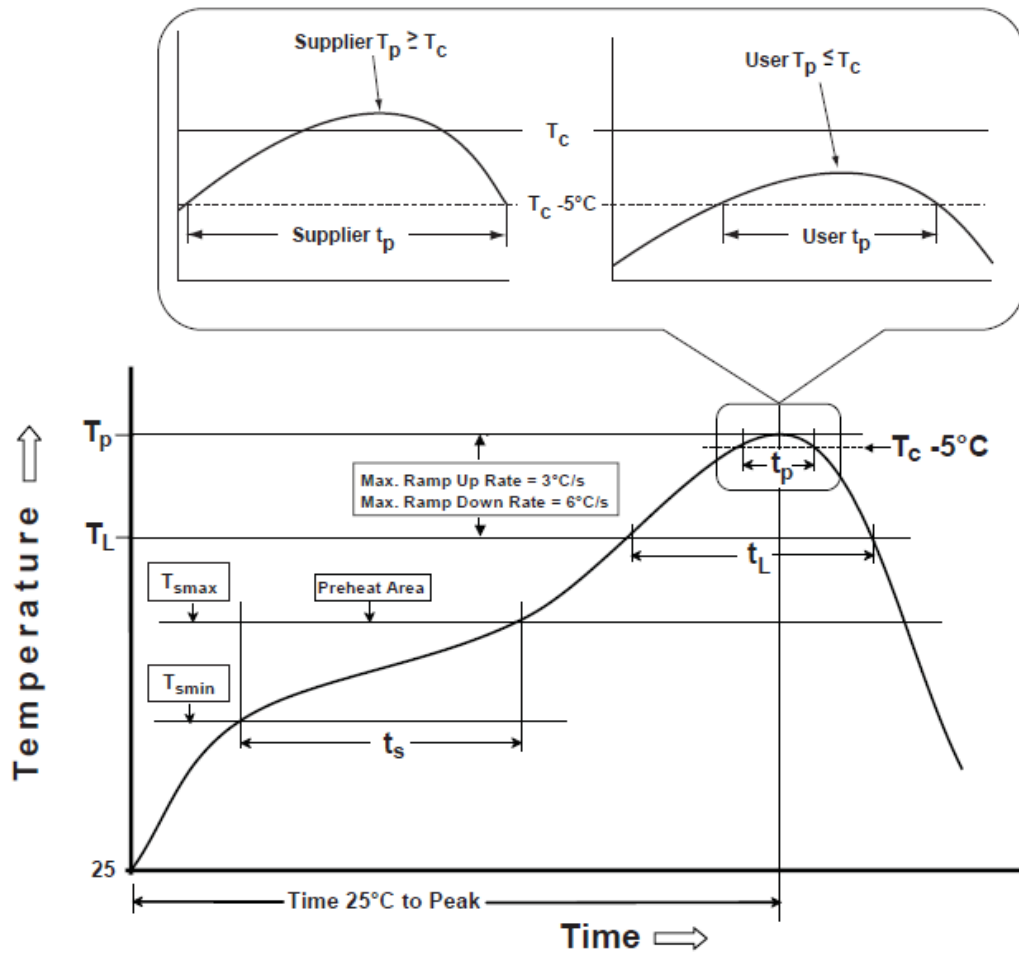 Supplier Tp ≥ Tc
User Tp ≤ Tc
Tc
Tc -5°C
Supplier tp
User tp
Tp
Tc -5°C
tp
Max. Ramp Up Rate = 3°C/s
Max. Ramp Down Rate = 6°C/s
TL
tL
Tsmax
Preheat Area
Tsmin
ts
Temperature
25
Time 25°C to Peak
Time